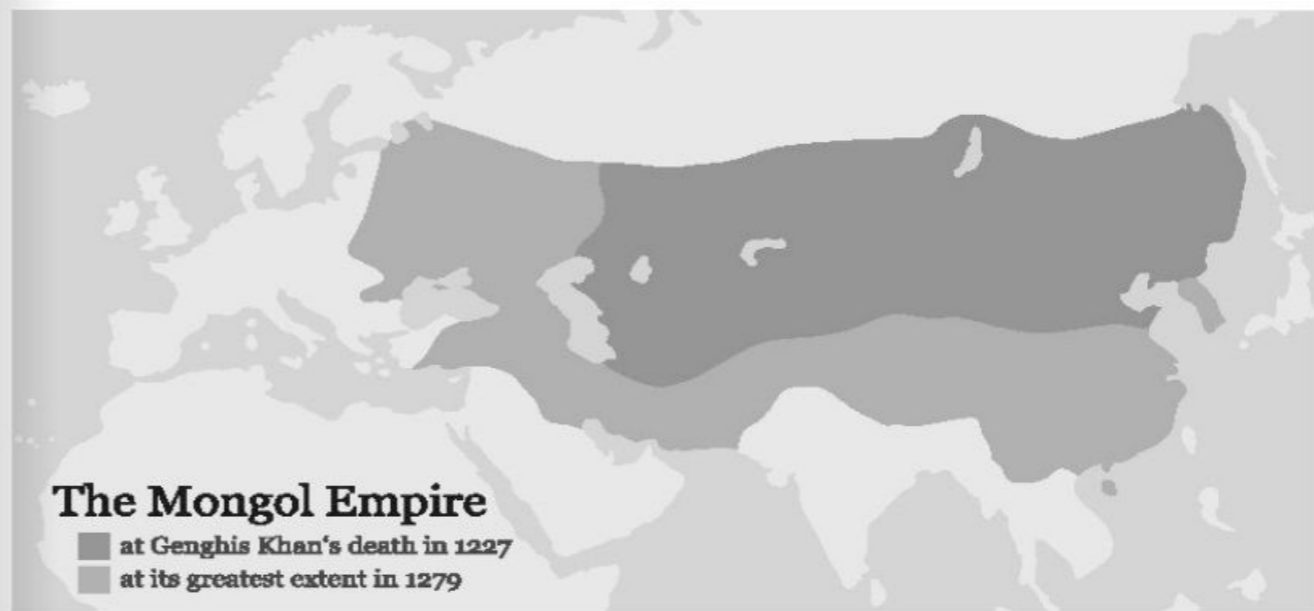 The Mongol Empire
at Genghis Khan‘s death in 1227
at its greatest extent in 1279